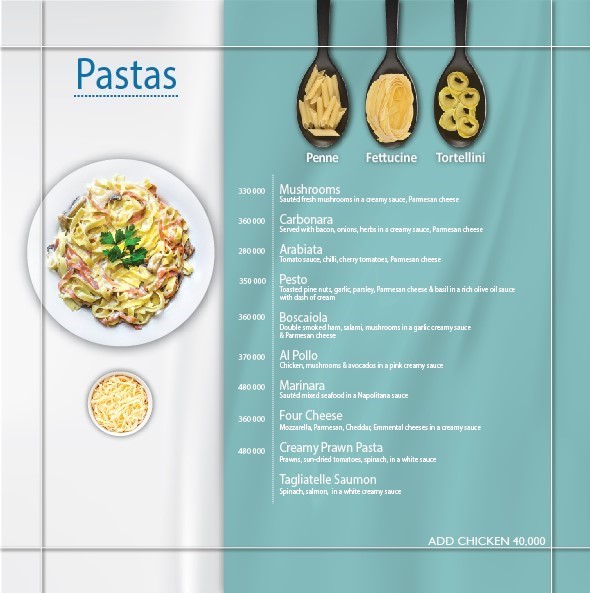 Pastas
Penne
Fettucine
Tortellini
330 000
Mushrooms
Sautéd fresh mushrooms in a creamy sauce, Parmesan cheese
360 000
Carbonara
Served with bacon, onions, herbs in a creamy sauce, Parmesan cheese
280 000
Arabiata
Tomato sauce, chilli, cherry tomatoes, Parmesan cheese
350 000
Pesto
Toasted pine nuts, garlic, parsley, Parmesan cheese & basil in a rich olive oil sauce
with dash of cream
360 000
Boscaiola
Double smoked ham, salami, mushrooms in a garlic creamy sauce
& Parmesan cheese
370 000
Al Pollo
Chicken, mushrooms & avocados in a pink creamy sauce
480 000
Marinara
Sautéd mixed seafood in a Napolitana sauce
360 000
Four Cheese
Mozzarella, Parmesan, Cheddar, Emmental cheeses in a creamy sauce
480 000
Creamy Prawn Pasta
Prawns, sun-dried tomatoes, spinach, in a white sauce
Tagliatelle Saumon
Spinach, salmon, in a white creamy sauce
ADD CHICKEN 40,000